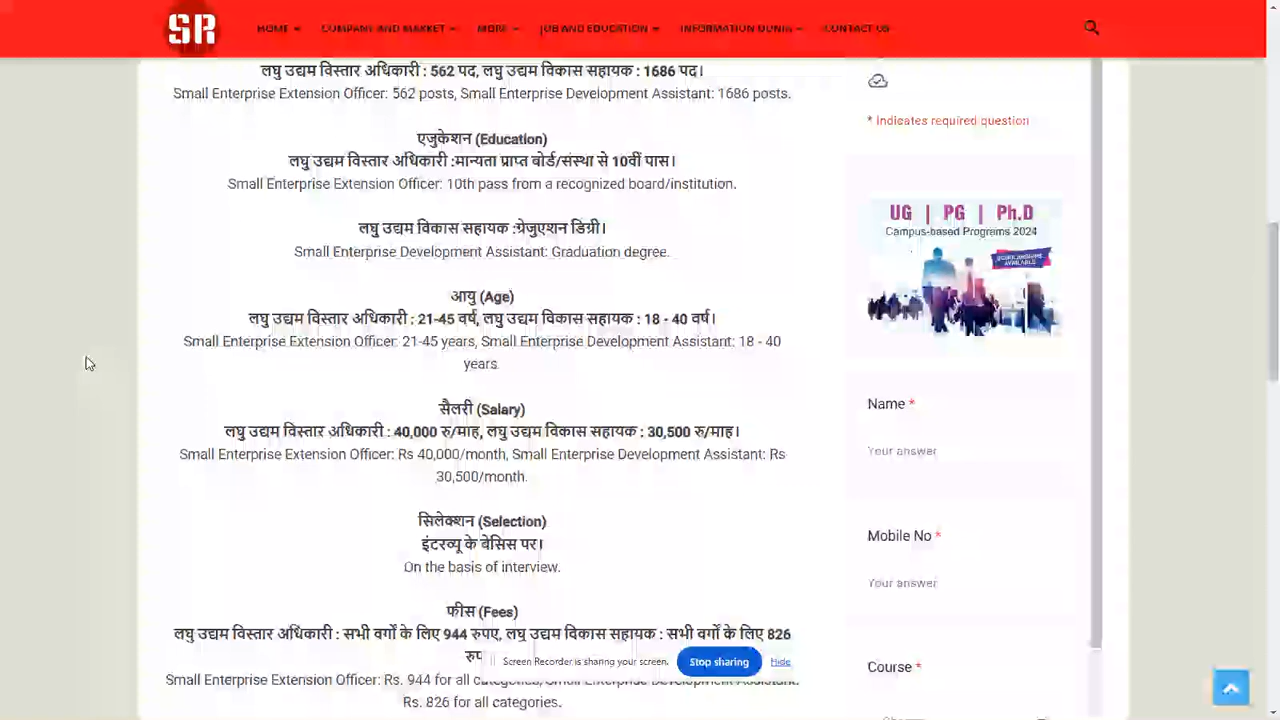 SR
HOME
COMPANY AND MARKET
MORE
JOB AND EDUCATION
INFORMATION DUNIA
CONTACT US
लघु उद्यम विस्तार अधिकारी : 562 पद, लघु उद्यम विकास सहायक : 1686 पद।
Small Enterprise Extension Officer: 562 posts, Small Enterprise Development Assistant: 1686 posts.
एजुकेशन (Education)
लघु उद्यम विस्तार अधिकारी :मान्यता प्राप्त बोर्ड/संस्था से 10वीं पास।
Small Enterprise Extension Officer: 10th pass from a recognized board/institution.
लघु उद्यम विकास सहायक :ग्रेजुएशन डिग्री।
Small Enterprise Development Assistant: Graduation degree.
आयु (Age)
लघु उद्यम विस्तार अधिकारी : 21-45 वर्ष, लघु उद्यम विकास सहायक : 18 - 40 वर्ष।
Small Enterprise Extension Officer: 21-45 years, Small Enterprise Development Assistant: 18 - 40
years.
सैलरी (Salary)
लघु उद्यम विस्तार अधिकारी : 40,000 रु/माह, लघु उद्यम विकास सहायक : 30,500 रु/माह।
Small Enterprise Extension Officer: Rs 40,000/month, Small Enterprise Development Assistant: Rs
30,500/month.
सिलेक्शन (Selection)
इंटरव्यू के बेसिस पर।
On the basis of interview.
फीस (Fees)
लघु उद्यम विस्तार अधिकारी : सभी वर्गों के लिए 944 रुपए, लघु उद्यम विकास सहायक : सभी वर्गों के लिए 826
Small Enterprise Extension Officer: Rs. 944 for all categories, Small Enterprise Development Assistant:
Rs. 826 for all categories.
Screen Recorder is sharing your screen.
Stop sharing
Hide
* Indicates required question
UG | PG | Ph.D
Campus-based Programs 2024
SCHOLARSHIPS
AVAILABLE
Name *
Your answer
Mobile No *
Your answer
Course *